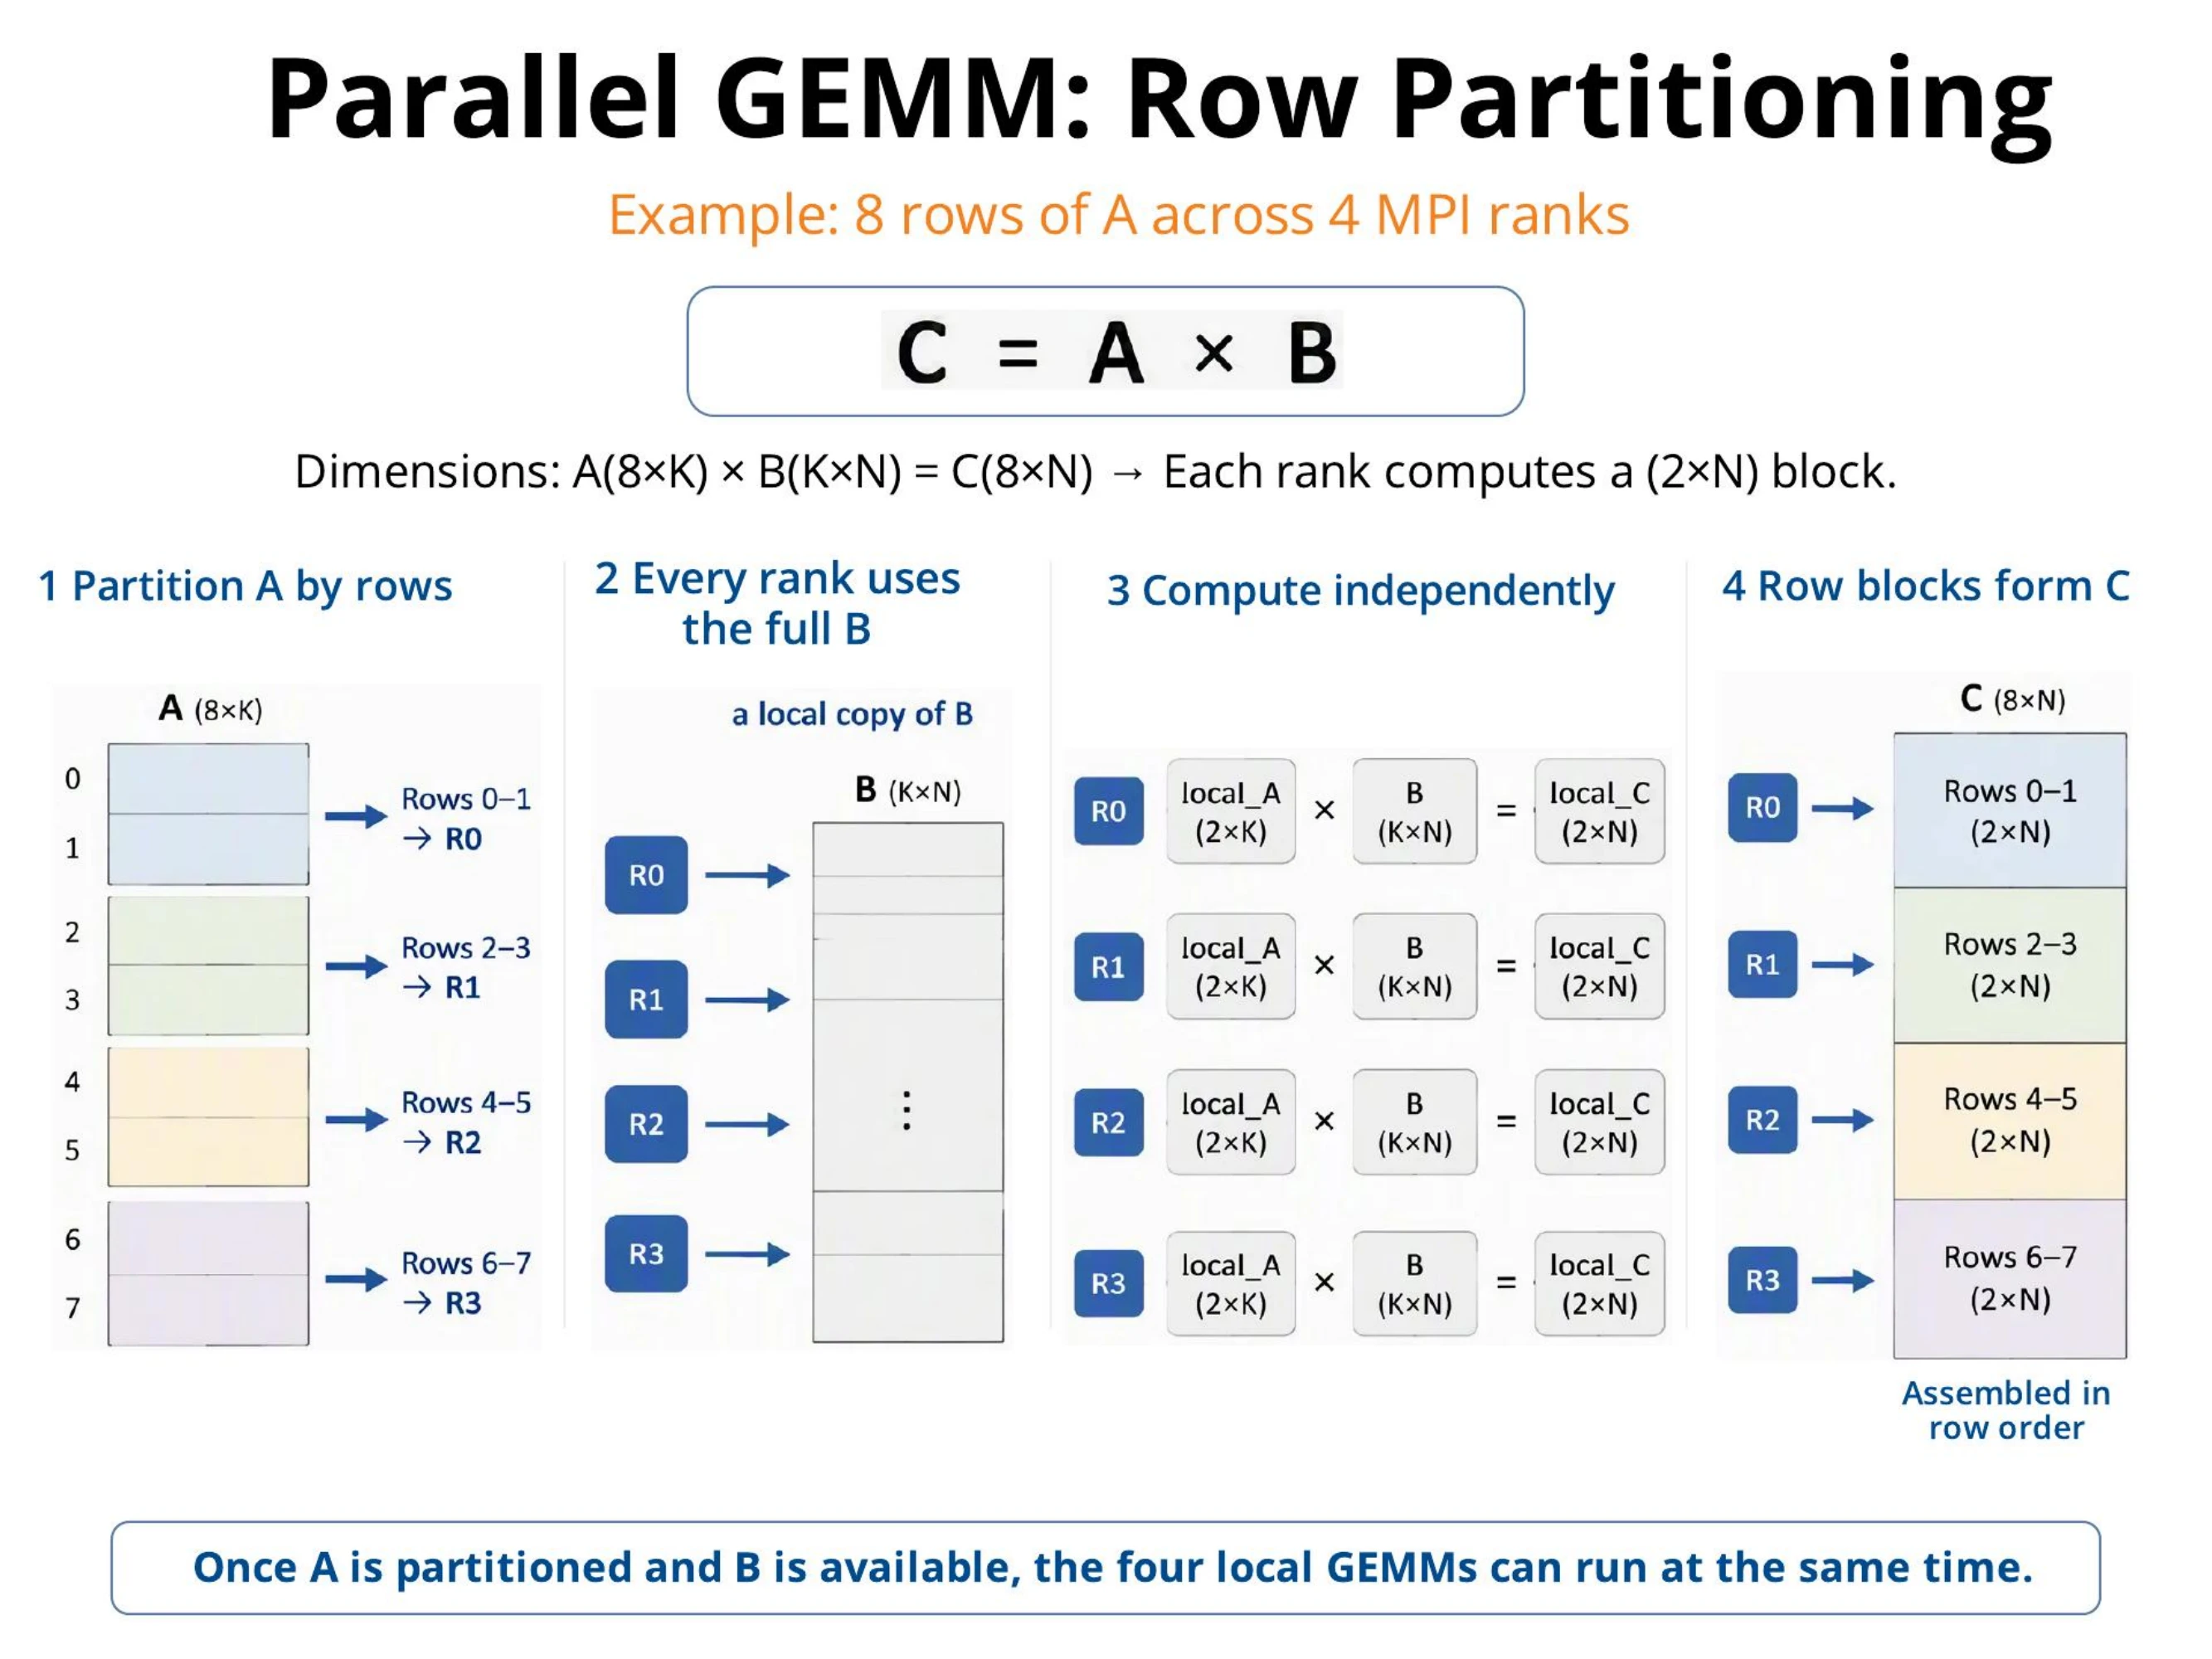 Parallel GEMM: Row Partitioning
Example: 8 rows of A across 4 MPI ranks
C = A × B
Dimensions: A(8×K) × B(K×N) = C(8×N) → Each rank computes a (2×N) block.
1 Partition A by rows
A (8×K)
0
1
Rows 0–1
→ R0
2
3
Rows 2–3
→ R1
4
5
Rows 4–5
→ R2
6
7
Rows 6–7
→ R3
2 Every rank uses
the full B
a local copy of B
B (K×N)
R0
R1
R2
R3
⋮
3 Compute independently
R0 local_A × B = local_C
(2×K) (K×N) (2×N)
R1 local_A × B = local_C
(2×K) (K×N) (2×N)
R2 local_A × B = local_C
(2×K) (K×N) (2×N)
R3 local_A × B = local_C
(2×K) (K×N) (2×N)
4 Row blocks form C
C (8×N)
R0 Rows 0–1
(2×N)
R1 Rows 2–3
(2×N)
R2 Rows 4–5
(2×N)
R3 Rows 6–7
(2×N)
Assembled in
row order
Once A is partitioned and B is available, the four local GEMMs can run at the same time.